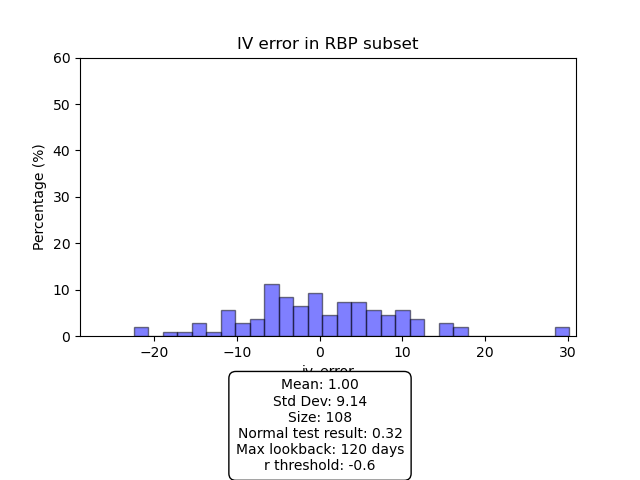 IV error in RBP subset
60
50
40
30
20
10
0
Percentage (%)
−20
−10
0
10
20
30
iv_error
Mean: 1.00
Std Dev: 9.14
Size: 108
Normal test result: 0.32
Max lookback: 120 days
r threshold: -0.6